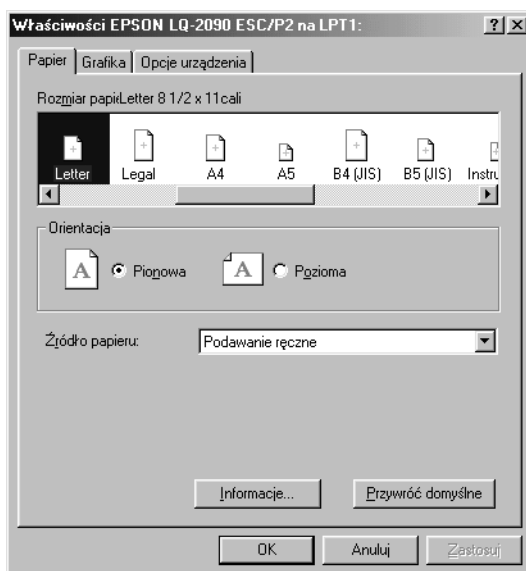 Właściwości EPSON LQ-2090 ESC/P2 na LPT1:
Papier Grafika Opcje urządzenia
Rozmiar papiLetter 8 1/2 x 11cali
Letter Legal A4 A5 B4 (JIS) B5 (JIS) Instru
Orientacja
A Pionowa A Pozioma
Źródło papieru: Podawanie ręczne
Informacje... Przywróć domyślne
OK Anuluj Zastosuj